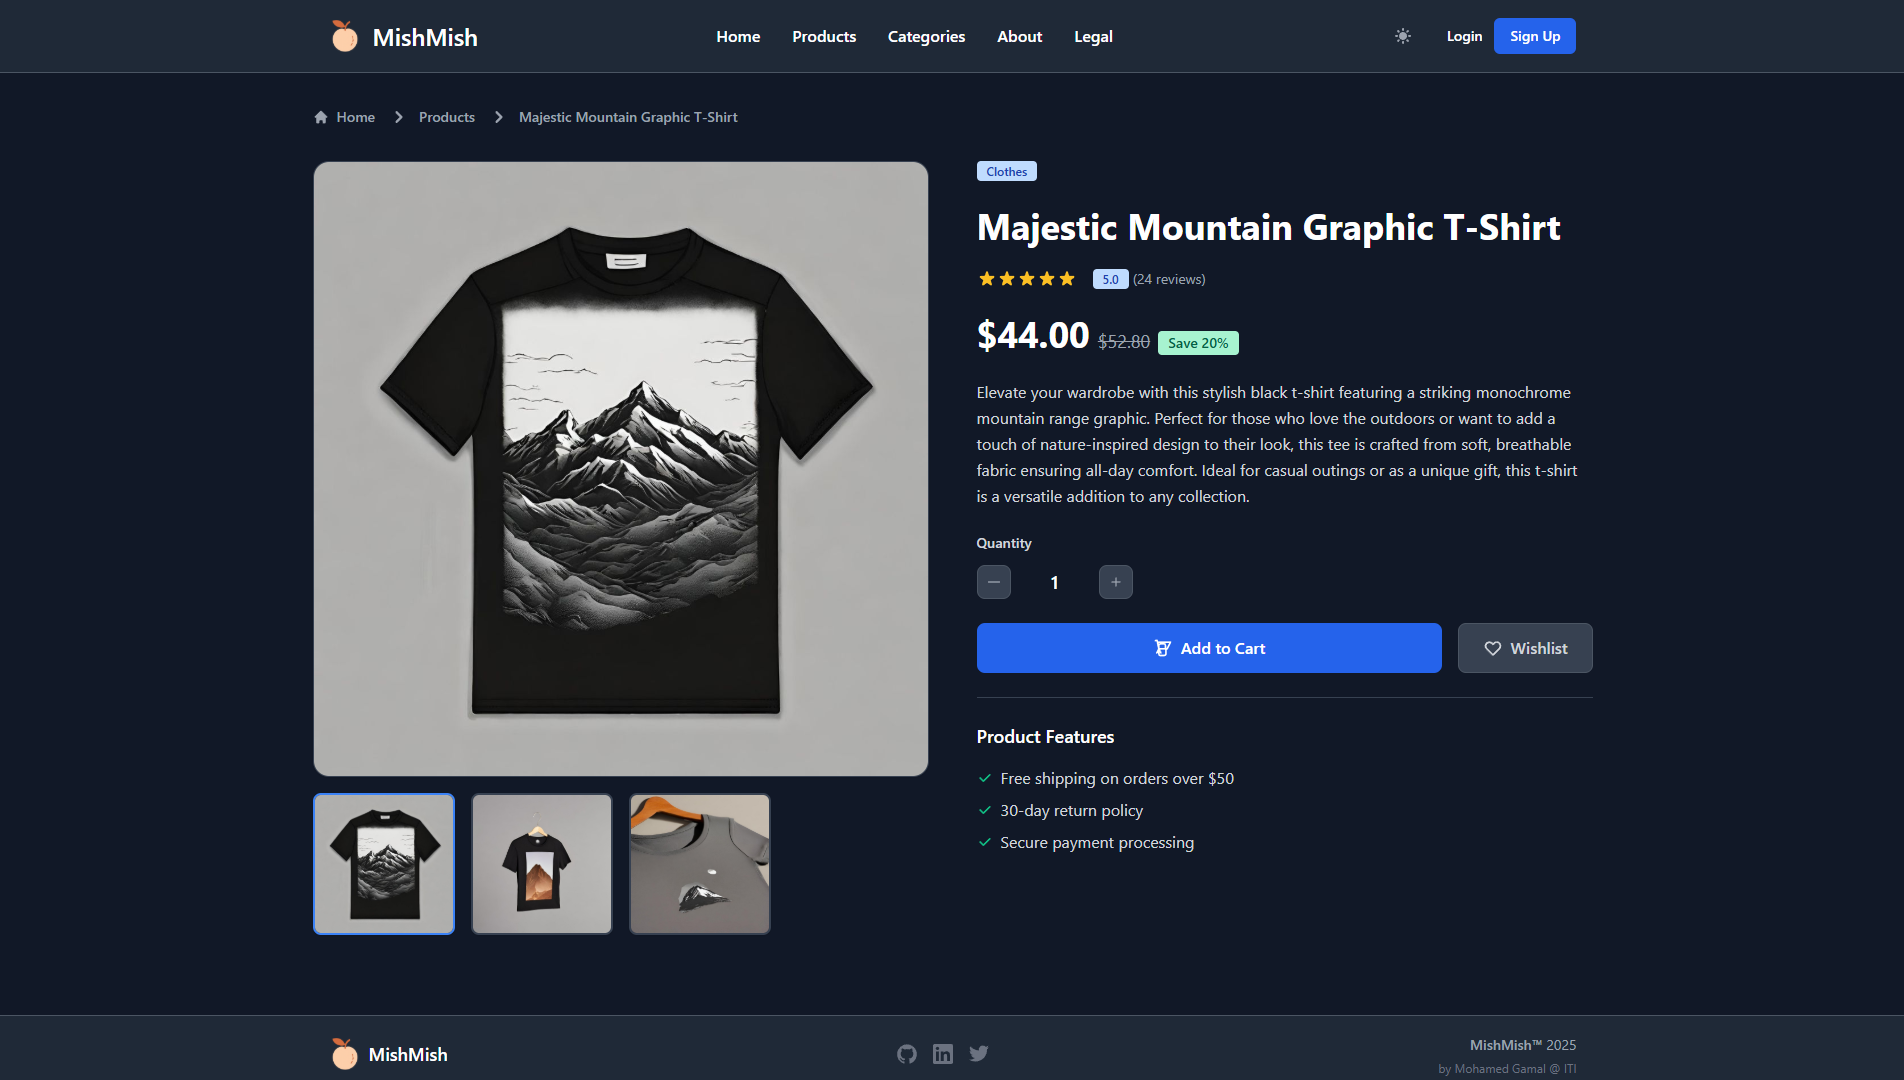 MishMish
Home
Products
Categories
About
Legal
Login
Sign Up
Home
Products
Majestic Mountain Graphic T-Shirt
Clothes
Majestic Mountain Graphic T-Shirt
5.0 (24 reviews)
$44.00 $52.80 Save 20%
Elevate your wardrobe with this stylish black t-shirt featuring a striking monochrome
mountain range graphic. Perfect for those who love the outdoors or want to add a
touch of nature-inspired design to their look, this tee is crafted from soft, breathable
fabric ensuring all-day comfort. Ideal for casual outings or as a unique gift, this t-shirt
is a versatile addition to any collection.
Quantity
1
Add to Cart
Wishlist
Product Features
Free shipping on orders over $50
30-day return policy
Secure payment processing
MishMish
MishMish™ 2025
by Mohamed Gamal @ ITI